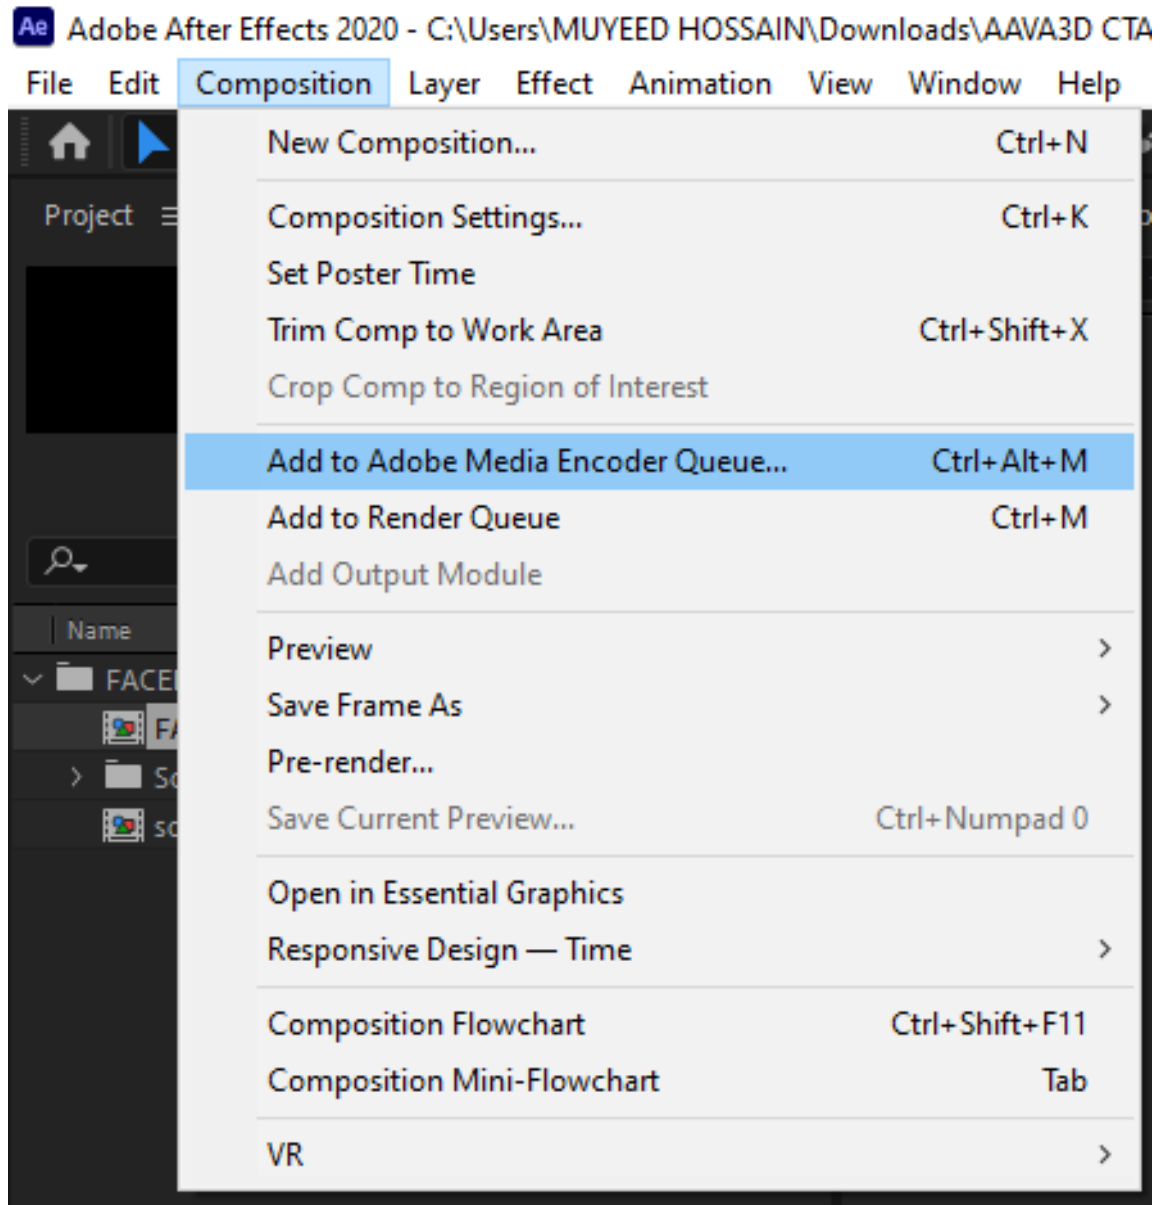 Ae Adobe After Effects 2020 - C:\Users\MUYEED HOSSAIN\Downloads\AAVA3D CTA
File Edit Composition Layer Effect Animation View Window Help
New Composition... Ctrl+N
Project
Composition Settings... Ctrl+K
Set Poster Time
Trim Comp to Work Area Ctrl+Shift+X
Crop Comp to Region of Interest
Add to Adobe Media Encoder Queue... Ctrl+Alt+M
Add to Render Queue Ctrl+M
Add Output Module
Name
Preview
Save Frame As
Pre-render...
Save Current Preview... Ctrl+Numpad 0
Open in Essential Graphics
Responsive Design — Time
Composition Flowchart Ctrl+Shift+F11
Composition Mini-Flowchart Tab
VR